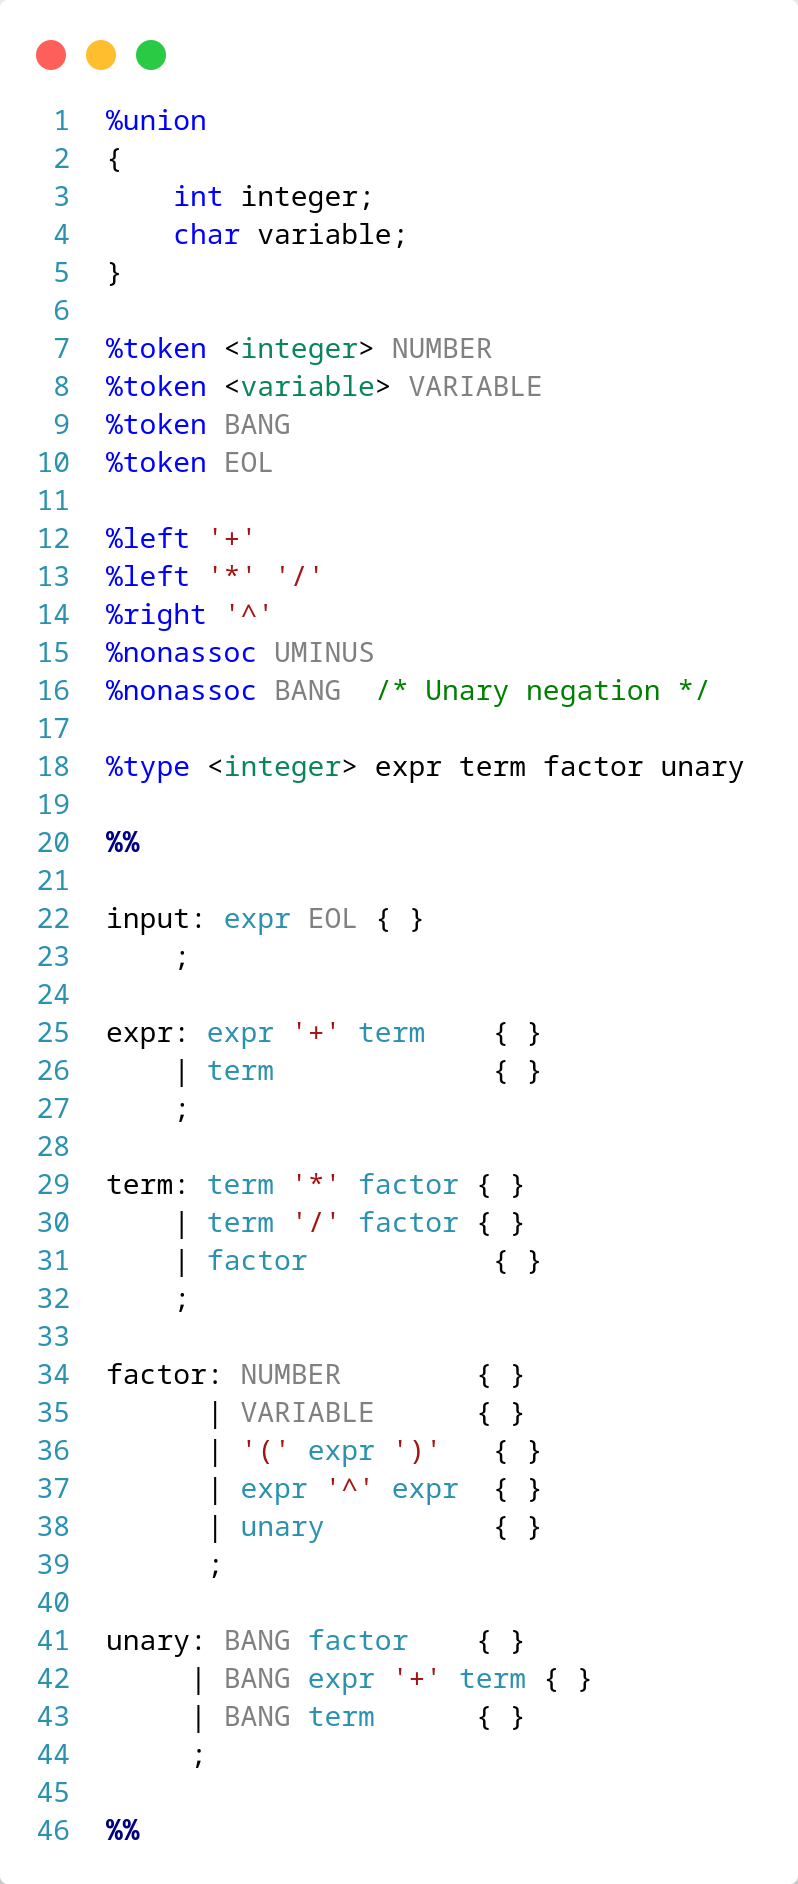 1 %union
2 {
3     int integer;
4     char variable;
5 }
6
7 %token <integer> NUMBER
8 %token <variable> VARIABLE
9 %token BANG
10 %token EOL
11
12 %left '+'
13 %left '*' '/'
14 %right '^'
15 %nonassoc UMINUS
16 %nonassoc BANG  /* Unary negation */
17
18 %type <integer> expr term factor unary
19
20 %%
21
22 input: expr EOL { }
23     ;
24
25 expr: expr '+' term    { }
26     | term             { }
27     ;
28
29 term: term '*' factor { }
30     | term '/' factor { }
31     | factor           { }
32     ;
33
34 factor: NUMBER        { }
35       | VARIABLE      { }
36       | '(' expr ')'   { }
37       | expr '^' expr  { }
38       | unary          { }
39       ;
40
41 unary: BANG factor    { }
42      | BANG expr '+' term { }
43      | BANG term      { }
44      ;
45
46 %%